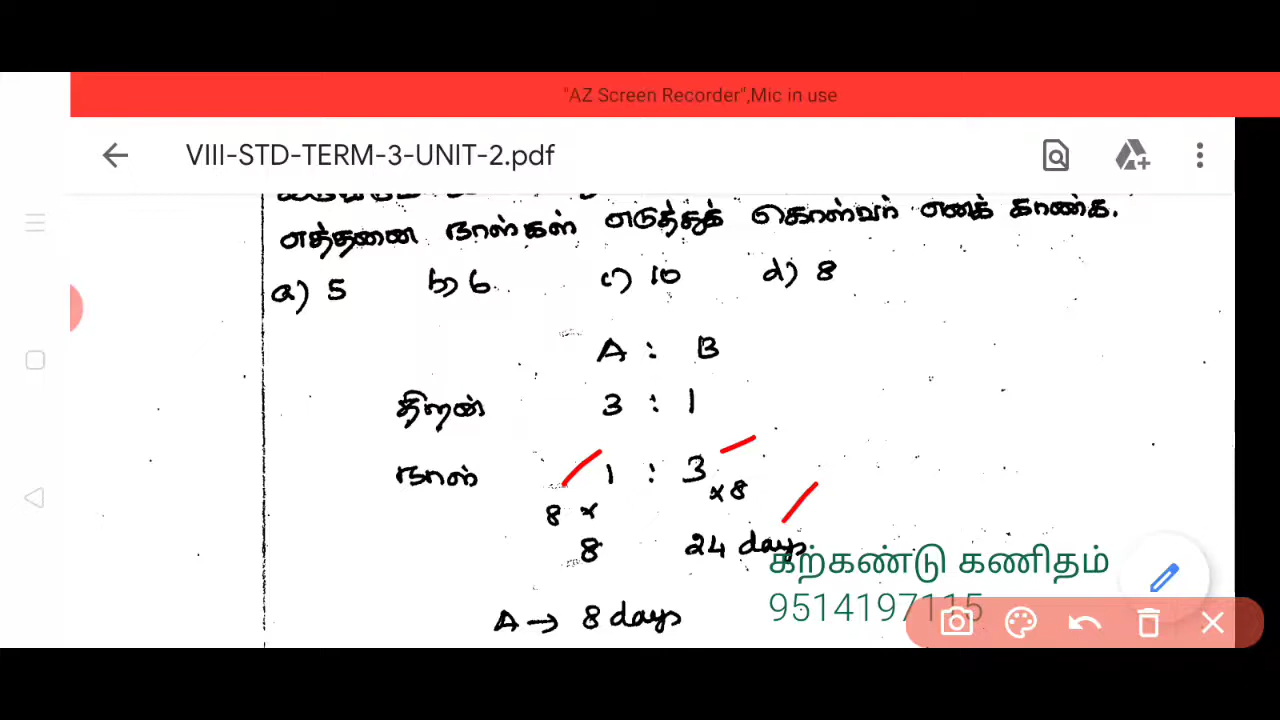 "AZ Screen Recorder",Mic in use
VIII-STD-TERM-3-UNIT-2.pdf
எத்தனை நாள்கள் எடுத்துக் கொள்வர் எனக் காண்க.
a) 5 b) 6 c) 10 d) 8
A : B
திறன் 3 : 1
நாள் 1 : 3
8 × × 8
8 24 days
கற்கண்டு கணிதம்
9514197115
A → 8 days